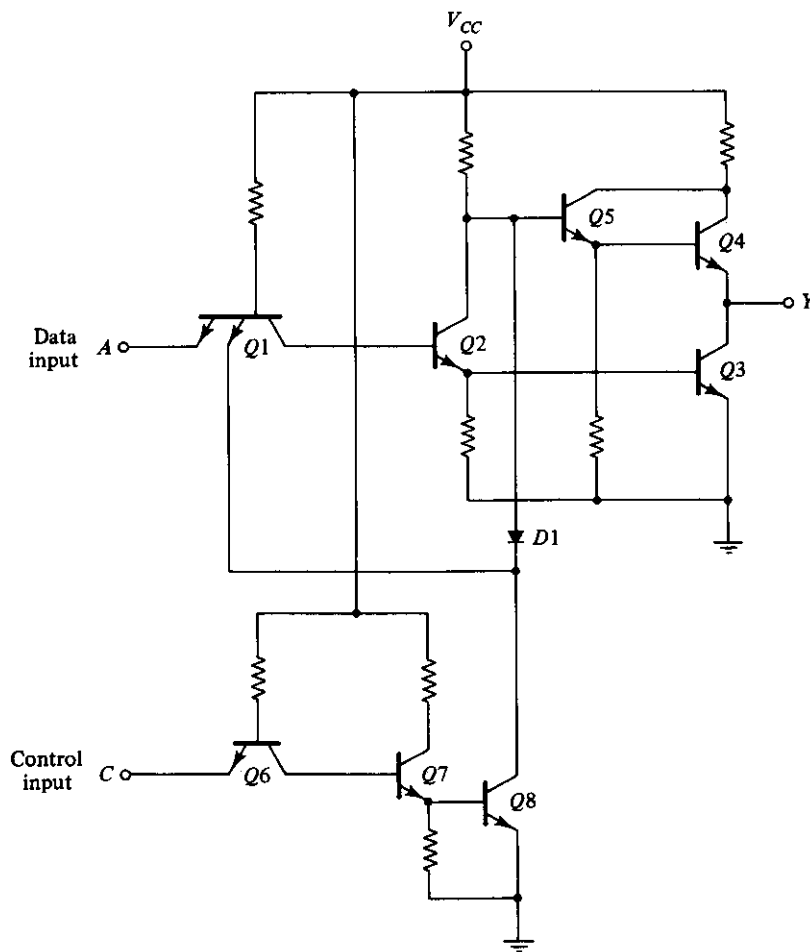 V_CC
Q5
Q4
Y
Data
input
A
Q1
Q2
Q3
D1
Control
input
C
Q6
Q7
Q8